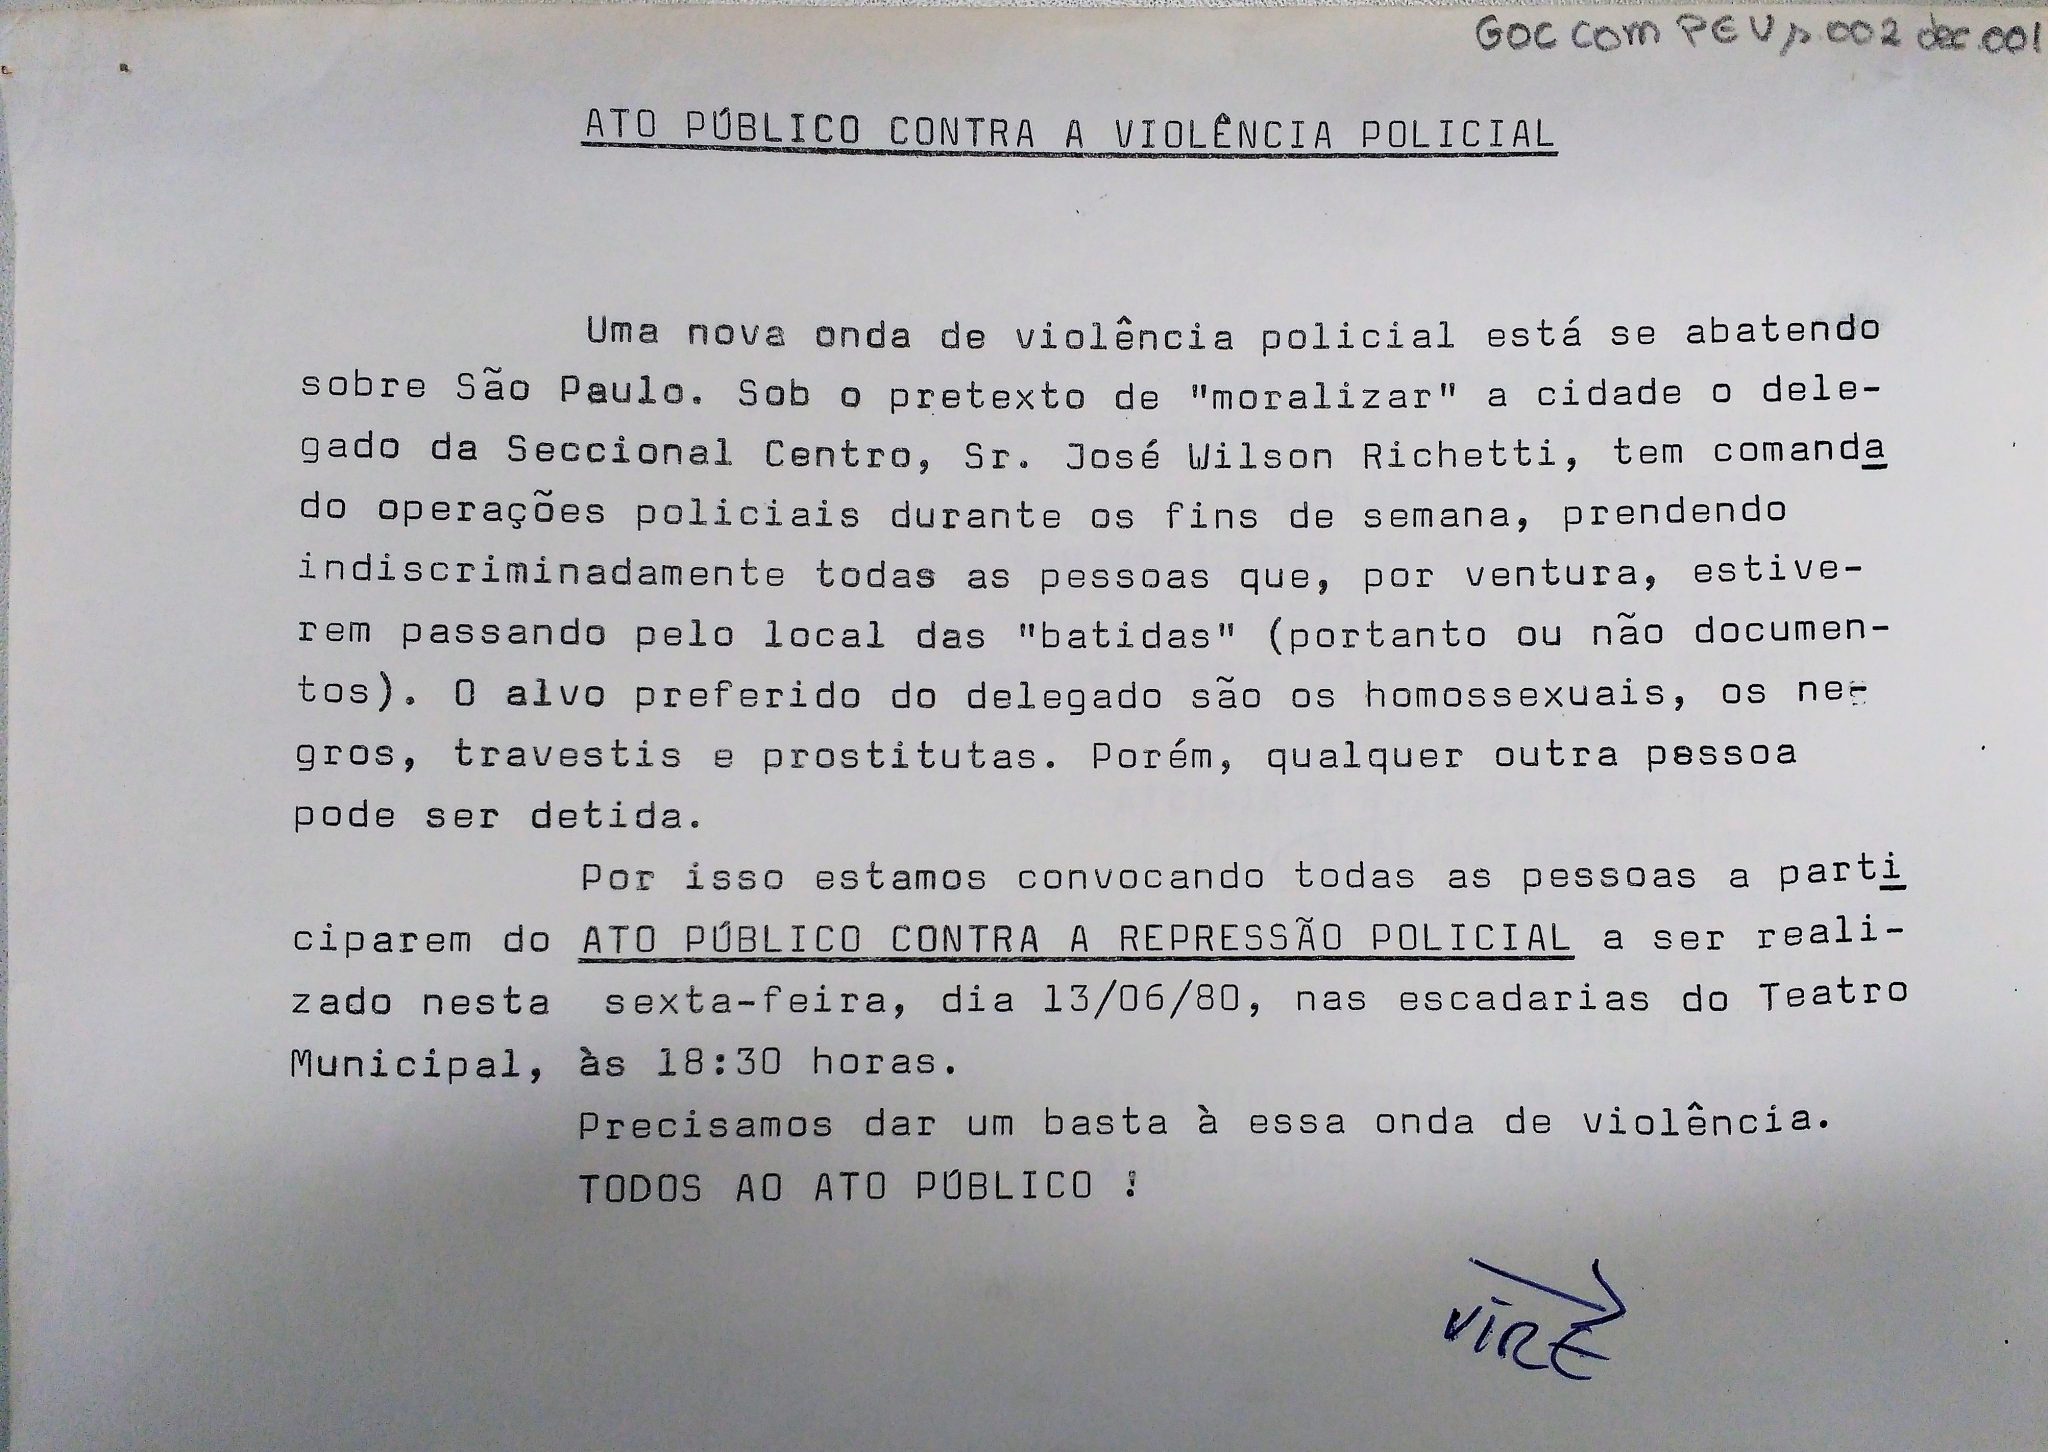 GOC COM PEV p.002 dec.001
ATO PÚBLICO CONTRA A VIOLÊNCIA POLICIAL
Uma nova onda de violência policial está se abatendo
sobre São Paulo. Sob o pretexto de "moralizar" a cidade o dele-
gado da Seccional Centro, Sr. José Wilson Richetti, tem comanda
do operações policiais durante os fins de semana, prendendo
indiscriminadamente todas as pessoas que, por ventura, estive-
rem passando pelo local das "batidas" (portanto ou não documen-
tos). O alvo preferido do delegado são os homossexuais, os ne-
gros, travestis e prostitutas. Porém, qualquer outra pessoa
pode ser detida.
Por isso estamos convocando todas as pessoas a parti
ciparem do ATO PÚBLICO CONTRA A REPRESSÃO POLICIAL a ser reali-
zado nesta sexta-feira, dia 13/06/80, nas escadarias do Teatro
Municipal, às 18:30 horas.
Precisamos dar um basta à essa onda de violência.
TODOS AO ATO PÚBLICO !
VIRE